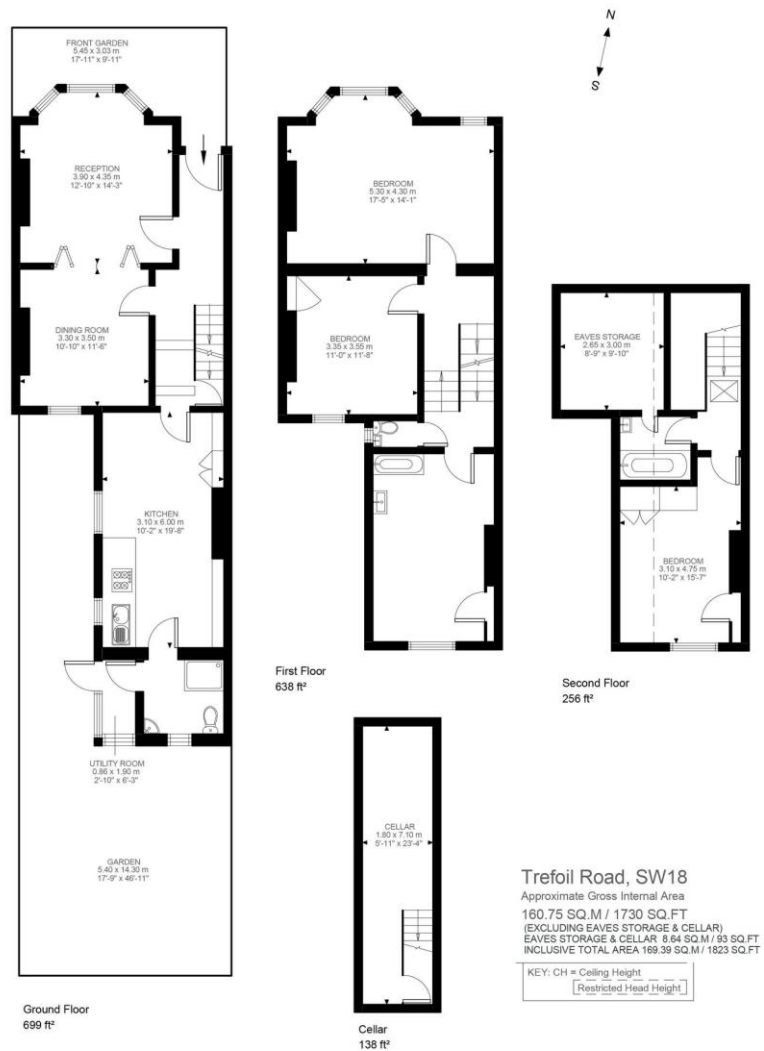 FRONT GARDEN
5.45 x 3.03 m
17'-11" x 9'-11"
N
S
RECEPTION
3.90 x 4.35 m
12'-10" x 14'-3"
DINING ROOM
3.30 x 3.50 m
10'-10" x 11'-6"
KITCHEN
3.10 x 6.00 m
10'-2" x 19'-8"
UTILITY ROOM
0.86 x 1.90 m
2'-10" x 6'-3"
GARDEN
5.40 x 14.30 m
17'-9" x 46'-11"
Ground Floor
699 ft²
BEDROOM
5.30 x 4.30 m
17'-5" x 14'-1"
BEDROOM
3.35 x 3.55 m
11'-0" x 11'-8"
First Floor
638 ft²
EAVES STORAGE
2.65 x 3.00 m
8'-9" x 9'-10"
BEDROOM
3.10 x 4.75 m
10'-2" x 15'-7"
Second Floor
256 ft²
CELLAR
1.80 x 7.10 m
5'-11" x 23'-4"
Cellar
138 ft²
Trefoil Road, SW18
Approximate Gross Internal Area
160.75 SQ.M / 1730 SQ.FT
(EXCLUDING EAVES STORAGE & CELLAR)
EAVES STORAGE & CELLAR 8.64 SQ.M / 93 SQ.FT
INCLUSIVE TOTAL AREA 169.39 SQ.M / 1823 SQ.FT
KEY: CH = Ceiling Height
Restricted Head Height